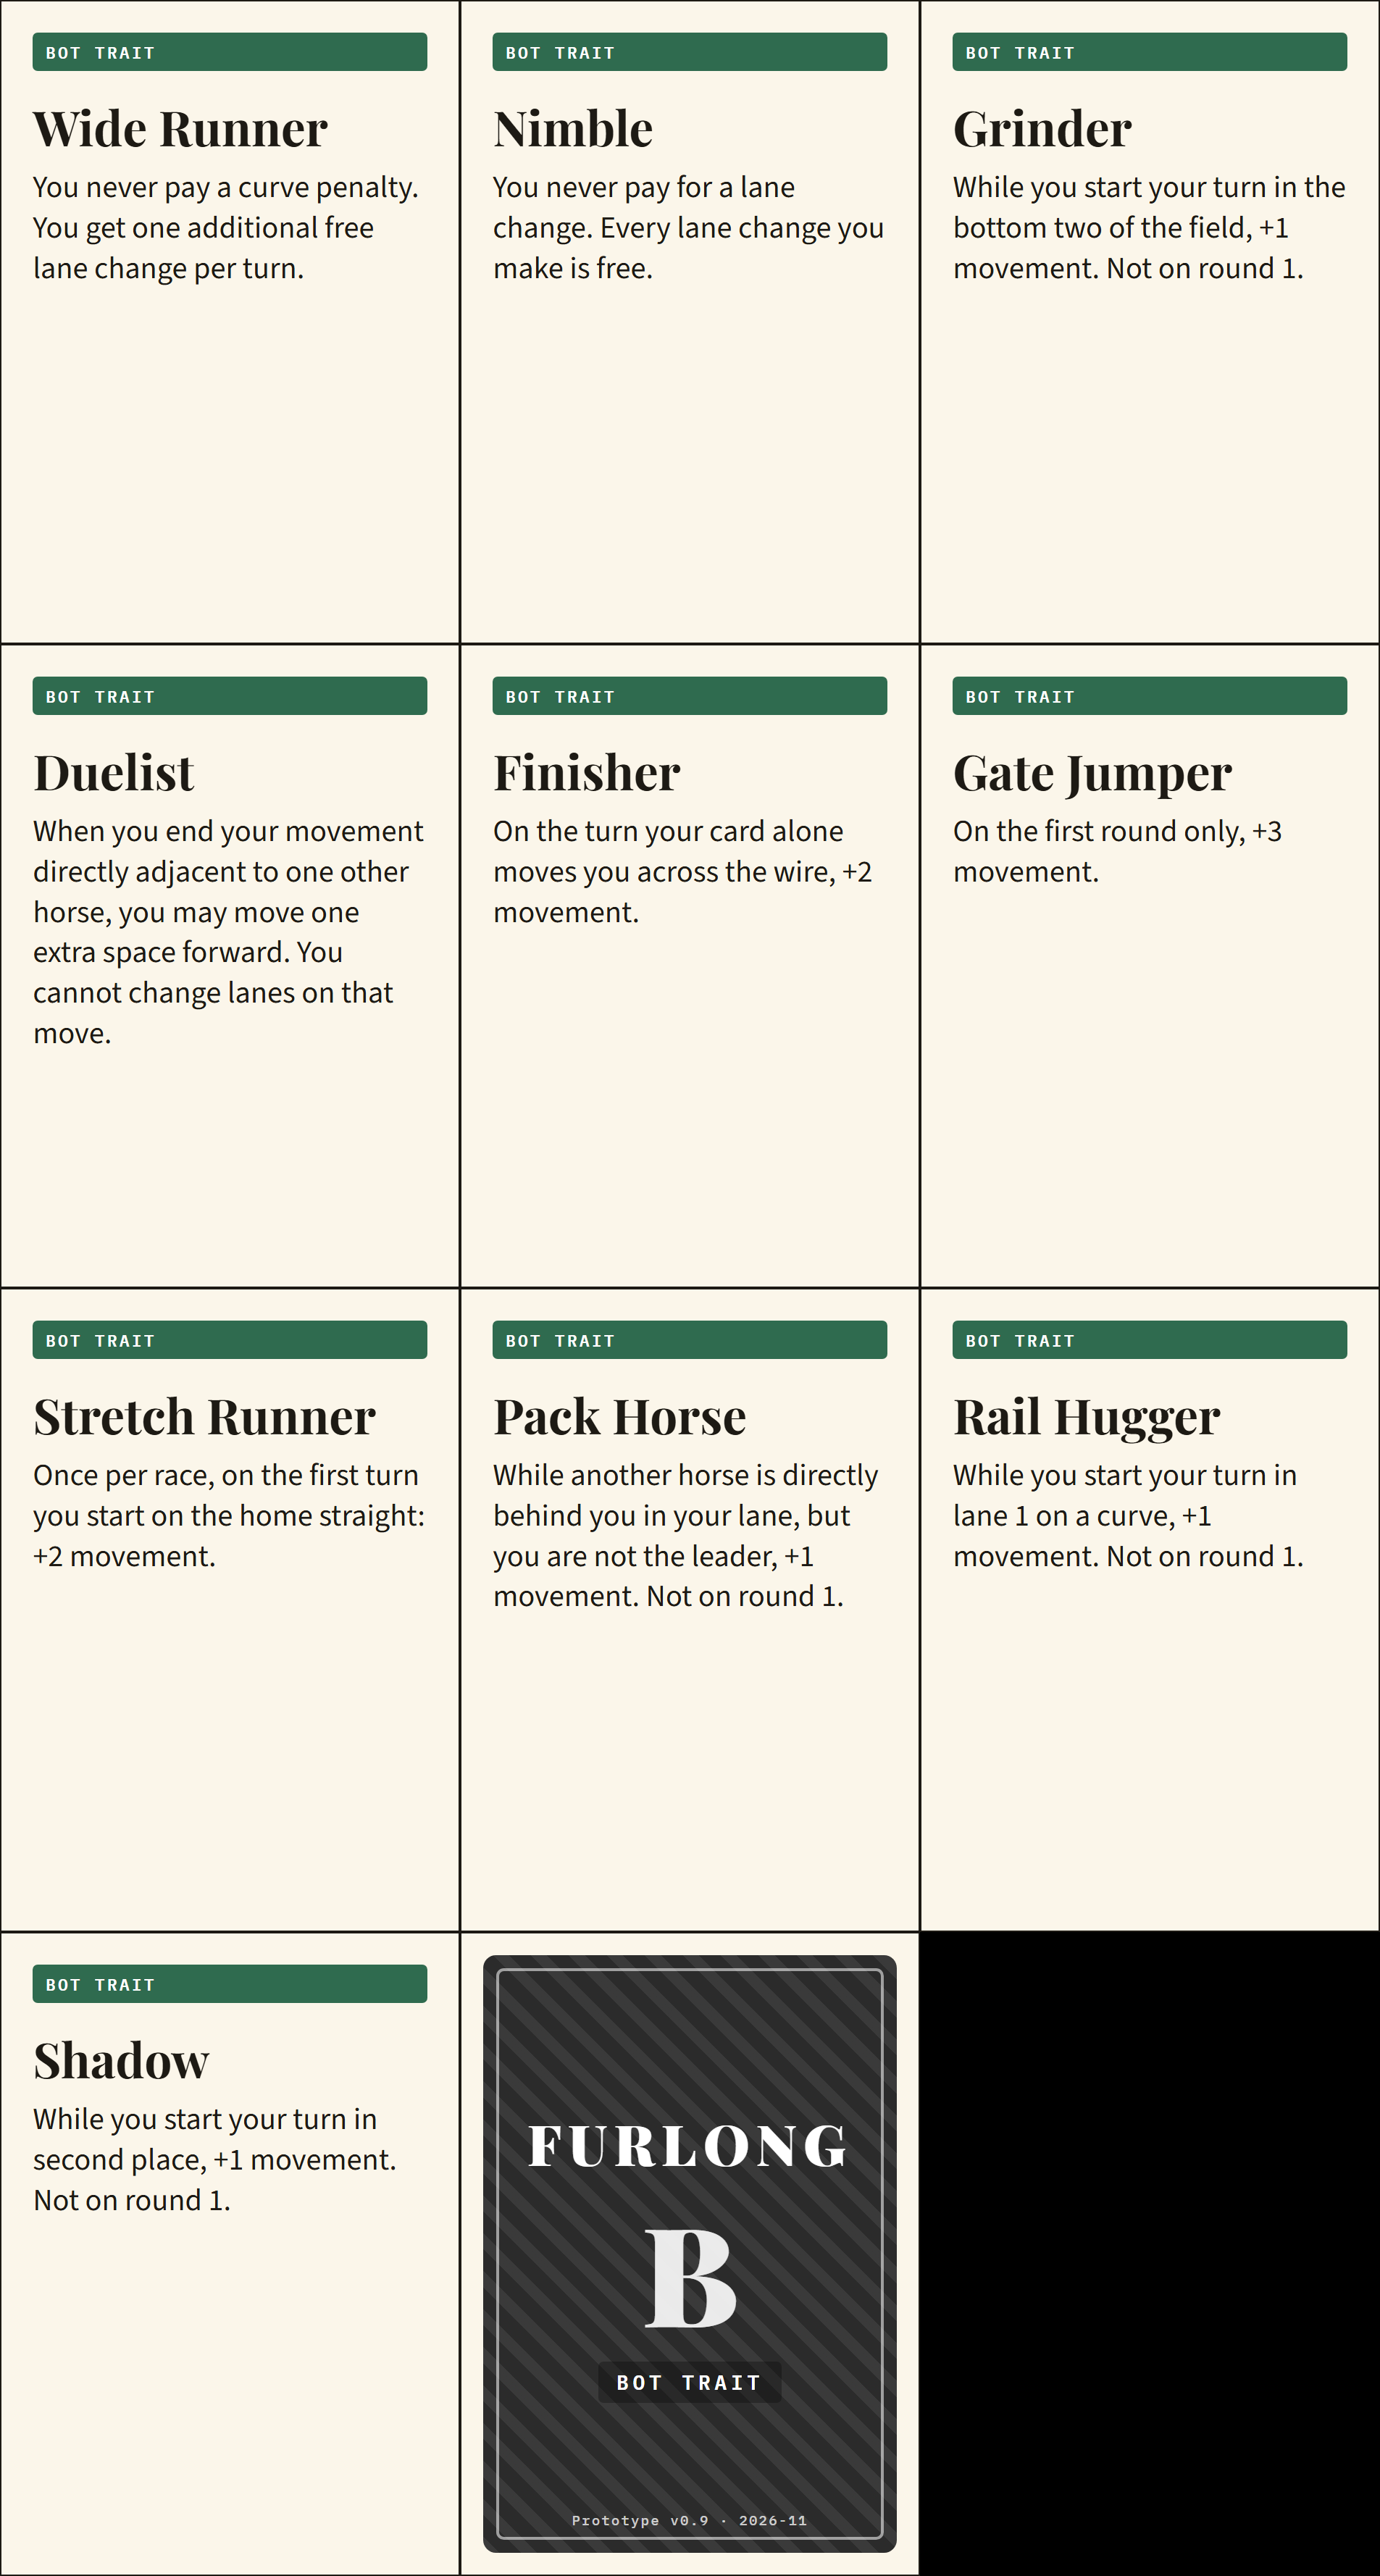 BOT TRAIT
Wide Runner
You never pay a curve penalty.
You get one additional free
lane change per turn.
BOT TRAIT
Nimble
You never pay for a lane
change. Every lane change you
make is free.
BOT TRAIT
Grinder
While you start your turn in the
bottom two of the field, +1
movement. Not on round 1.
BOT TRAIT
Duelist
When you end your movement
directly adjacent to one other
horse, you may move one
extra space forward. You
cannot change lanes on that
move.
BOT TRAIT
Finisher
On the turn your card alone
moves you across the wire, +2
movement.
BOT TRAIT
Gate Jumper
On the first round only, +3
movement.
BOT TRAIT
Stretch Runner
Once per race, on the first turn
you start on the home straight:
+2 movement.
BOT TRAIT
Pack Horse
While another horse is directly
behind you in your lane, but
you are not the leader, +1
movement. Not on round 1.
BOT TRAIT
Rail Hugger
While you start your turn in
lane 1 on a curve, +1
movement. Not on round 1.
BOT TRAIT
Shadow
While you start your turn in
second place, +1 movement.
Not on round 1.
FURLONG
B
BOT TRAIT
Prototype v0.9 · 2026-11